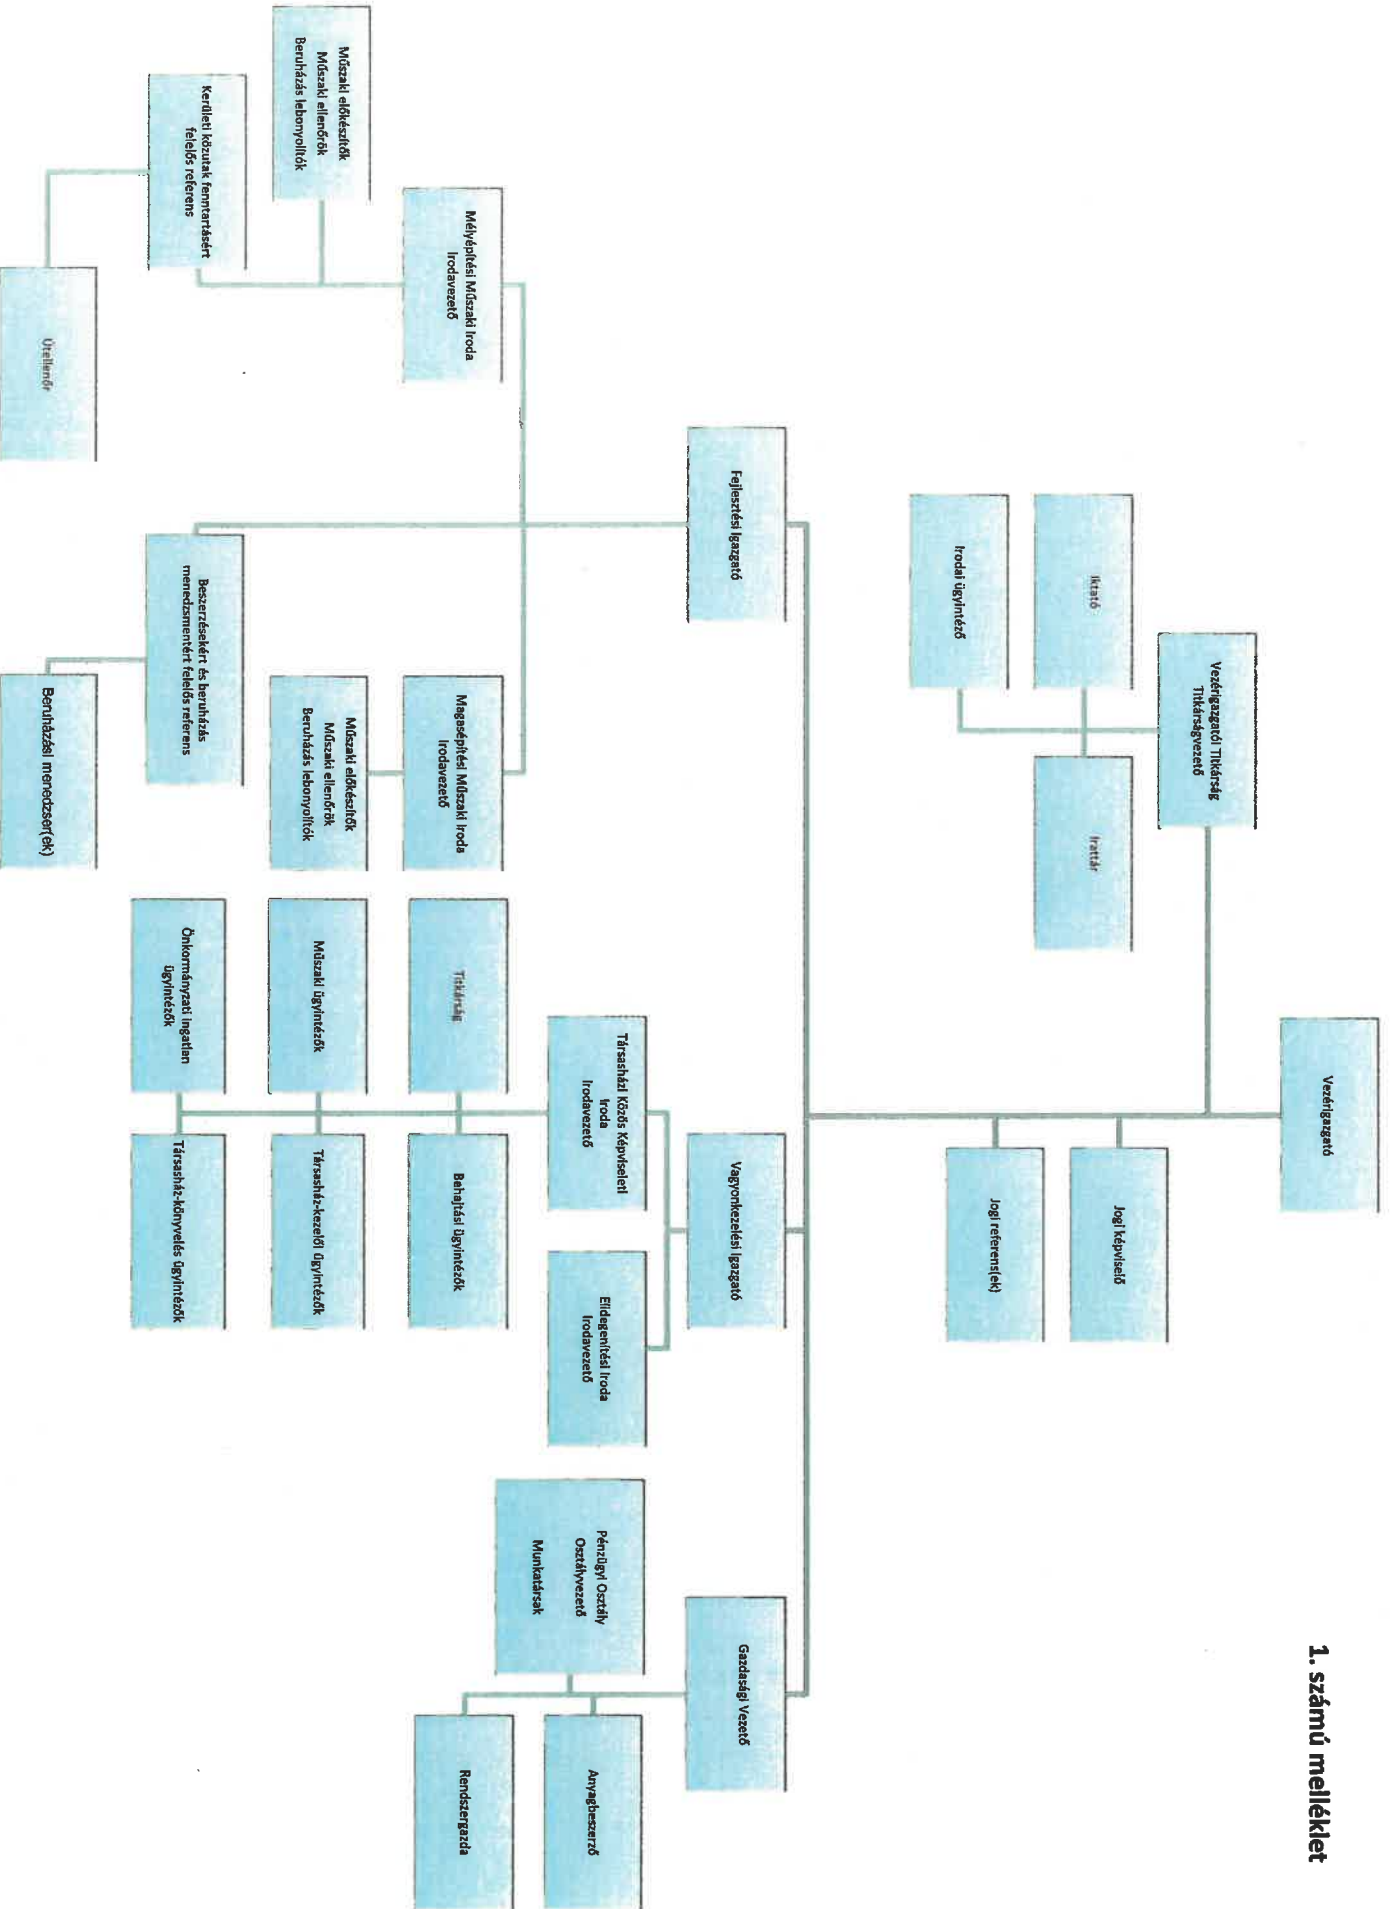 1. számú melléklet
Vezérigazgató
Vezérigazgatói Titkárság
Titkárságvezető
Jogi képviselő
Iktató
Irattár
Irodai ügyintéző
Jogi referens(ek)
Fejlesztési Igazgató
Vagyonkezelési Igazgató
Gazdasági Vezető
Mélyépítési Műszaki Iroda
Irodavezető
Magasépítési Műszaki Iroda
Irodavezető
Társasházi Közös Képviseleti
Iroda
Irodavezető
Elidegenítési Iroda
Irodavezető
Pénzügyi Osztály
Osztályvezető
Munkatársak
Anyagbeszerző
Rendszergazda
Műszaki előkészítők
Műszaki ellenőrök
Beruházás lebonyolítók
Műszaki előkészítők
Műszaki ellenőrök
Beruházás lebonyolítók
Titkárság
Behajtási ügyintézők
Műszaki ügyintézők
Társasház-kezelői ügyintézők
Kerületi közutak fenntartásért
felelős referens
Beszerzésekért és beruházás
menedzsmentért felelős referens
Önkormányzati ingatlan
ügyintézők
Társasház-könyvelés ügyintézők
Útellenőr
Beruházási menedzser(ek)